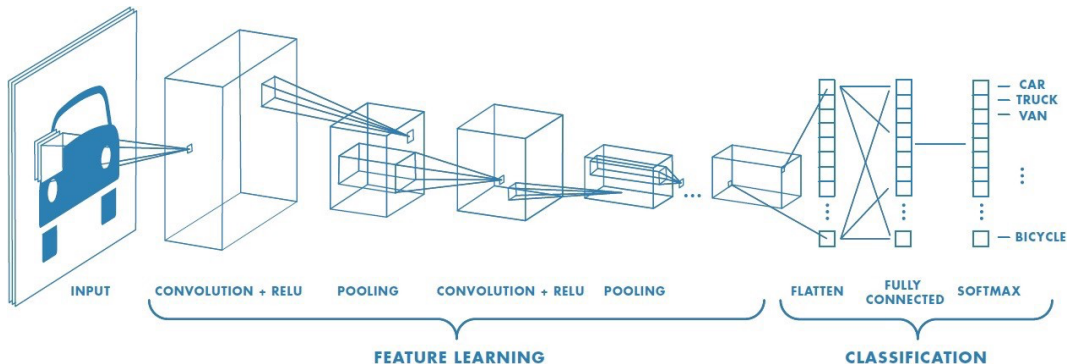 CAR
TRUCK
VAN
BICYCLE
INPUT
CONVOLUTION + RELU
POOLING
CONVOLUTION + RELU
POOLING
FLATTEN
FULLY
CONNECTED
SOFTMAX
FEATURE LEARNING
CLASSIFICATION